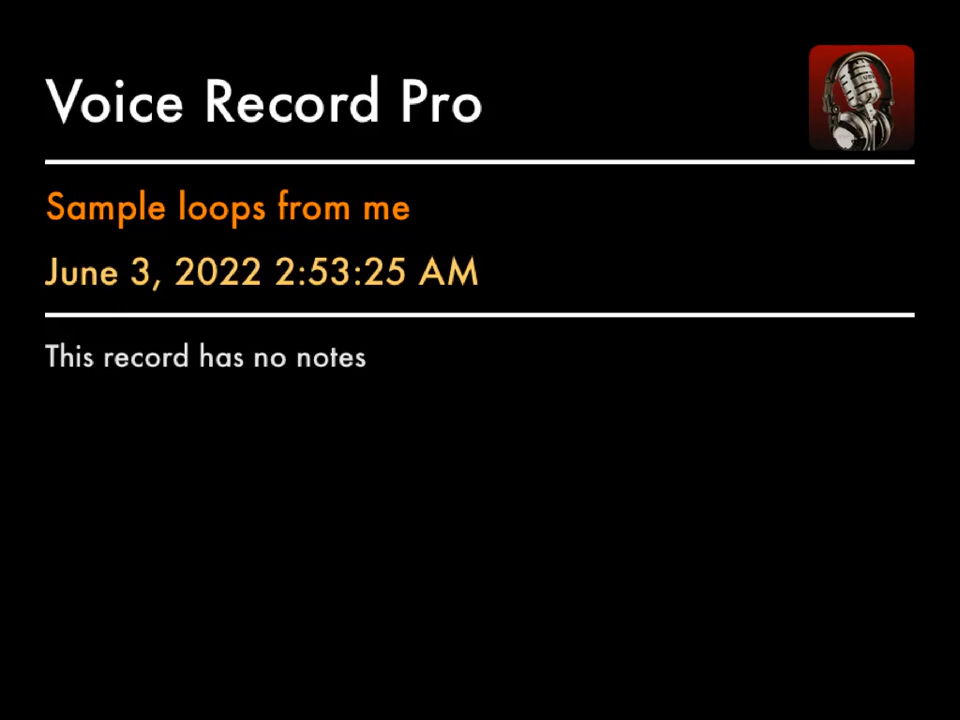 Voice Record Pro
Sample loops from me
June 3, 2022 2:53:25 AM
This record has no notes